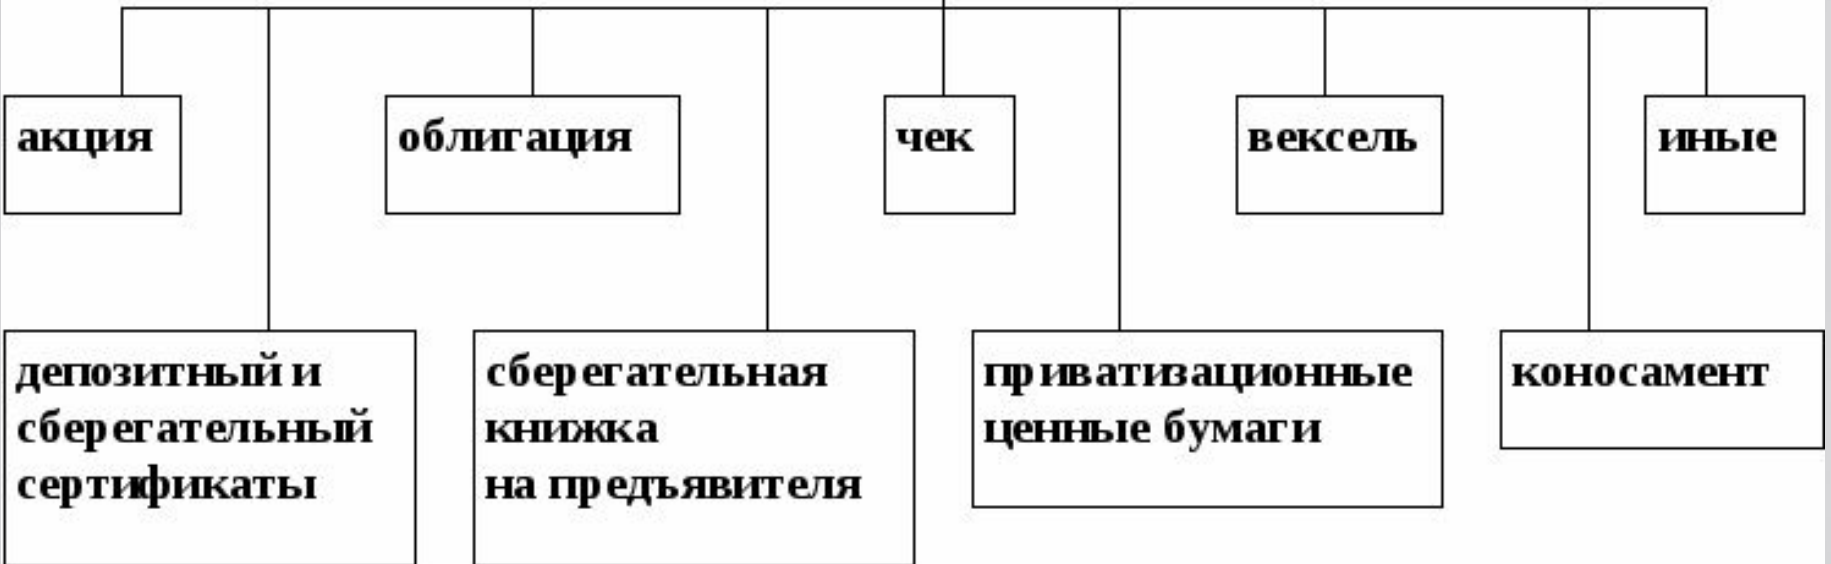 акция
облигация
чек
вексель
иные
депозитный и
сберегательный
сертификаты
сберегательная
книжка
на предъявителя
приватизационные
ценные бумаги
коносамент